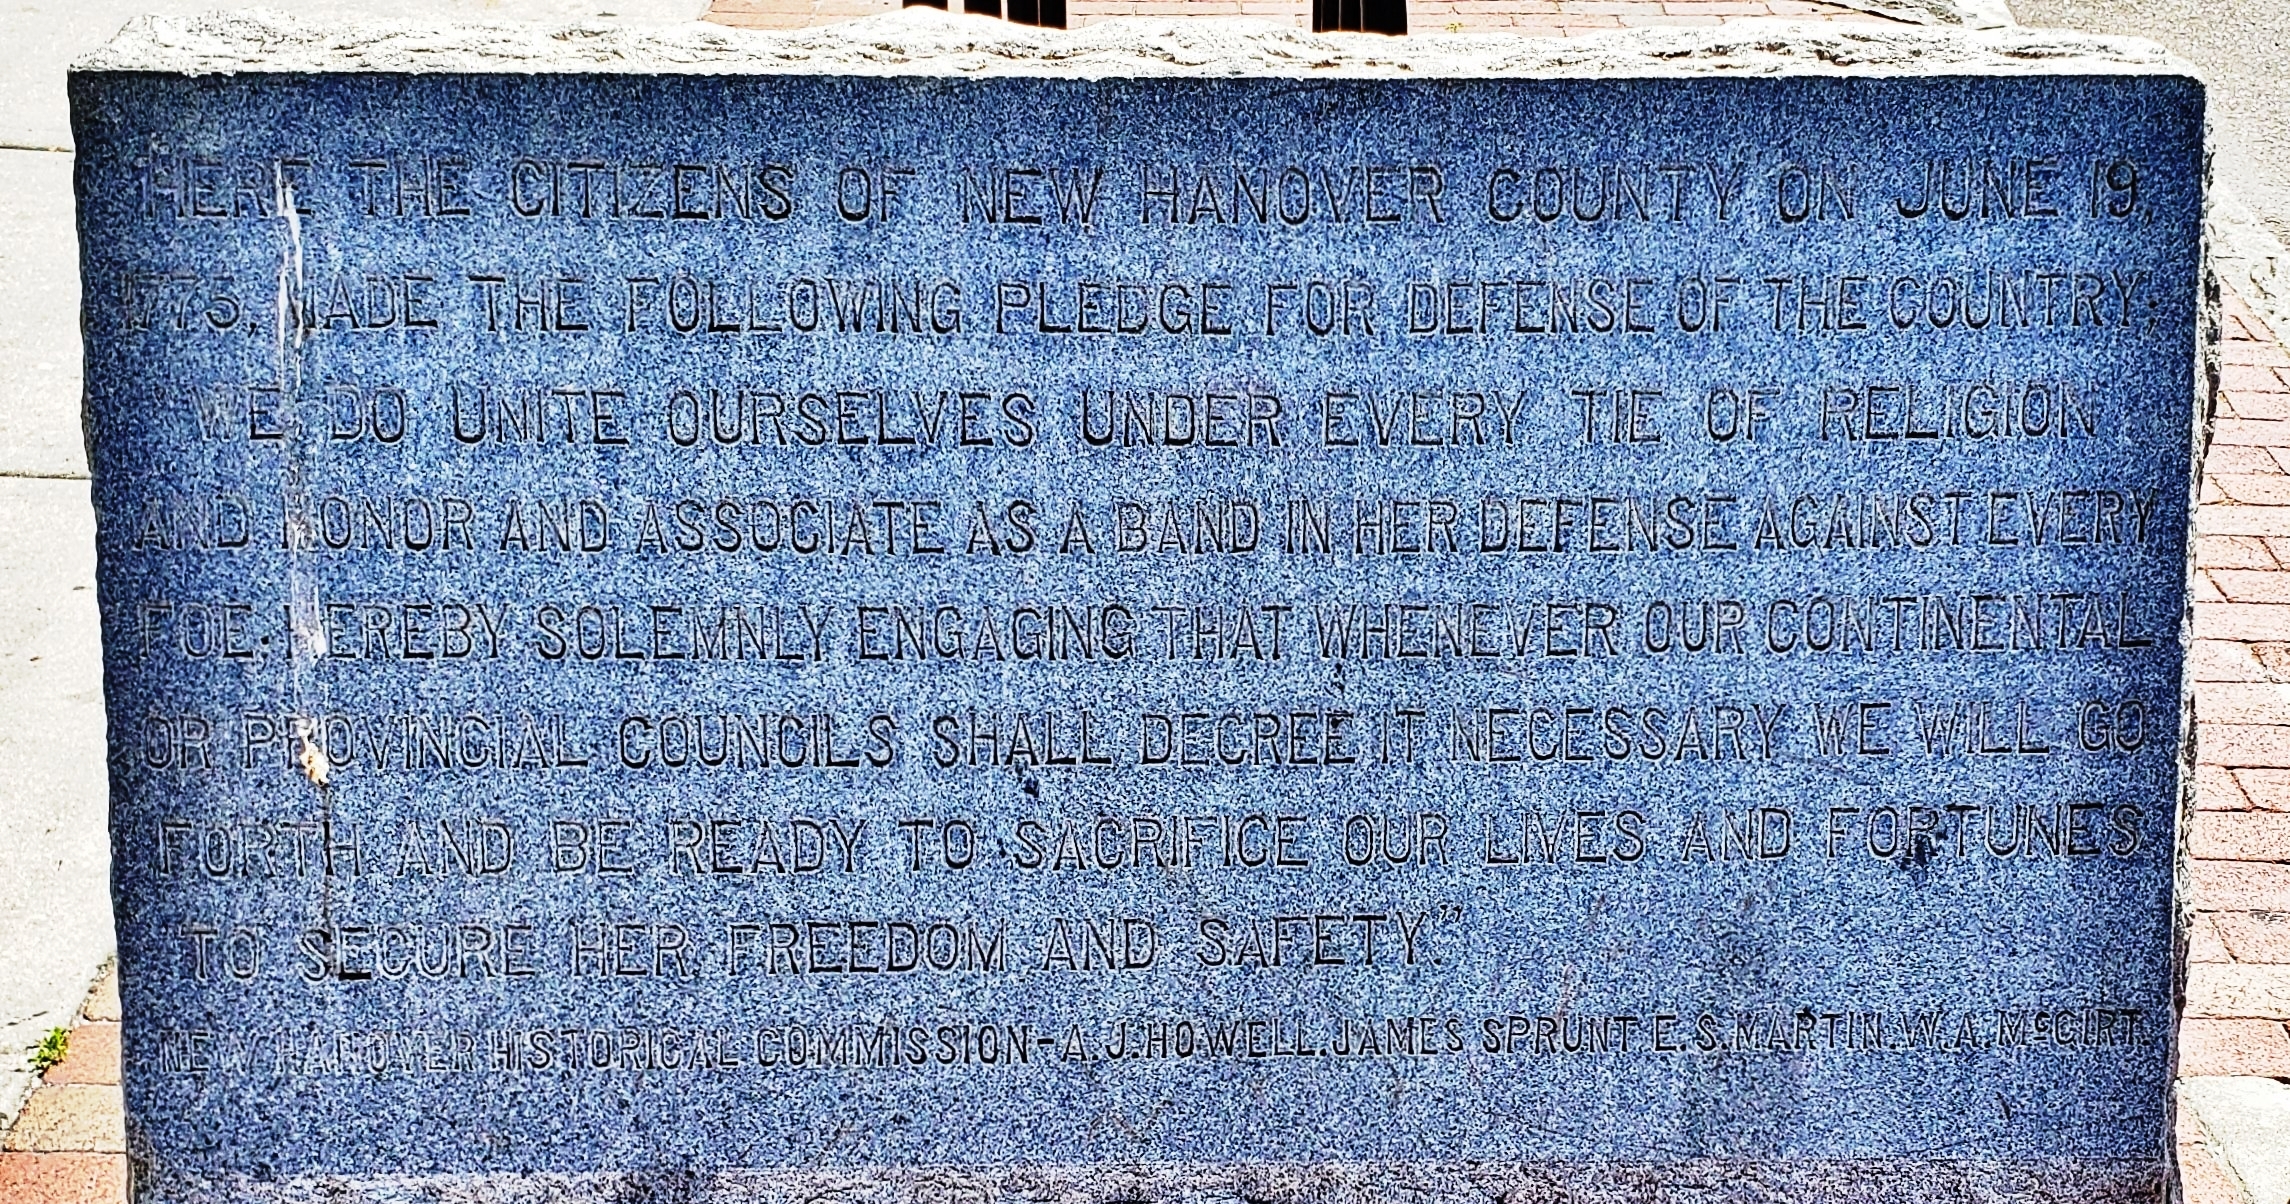 HERE THE CITIZENS OF NEW HANOVER COUNTY ON JUNE 19,
1775, MADE THE FOLLOWING PLEDGE FOR DEFENSE OF THE COUNTRY;
"WE DO UNITE OURSELVES UNDER EVERY TIE OF RELIGION
AND HONOR AND ASSOCIATE AS A BAND IN HER DEFENSE AGAINST EVERY
FOE; HEREBY SOLEMNLY ENGAGING THAT WHENEVER OUR CONTINENTAL
OR PROVINCIAL COUNCILS SHALL DECREE IT NECESSARY WE WILL GO
FORTH AND BE READY TO SACRIFICE OUR LIVES AND FORTUNES
TO SECURE HER FREEDOM AND SAFETY."
NEW HANOVER HISTORICAL COMMISSION-A.J.HOWELL.JAMES SPRUNT E.S.MARTIN.W.A.McGIRT.